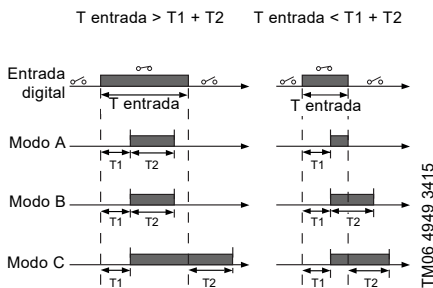 T entrada > T1 + T2    T entrada < T1 + T2
Entrada
digital
T entrada    T entrada
Modo A
T1 T2    T1
Modo B
T1 T2    T1 T2
Modo C
T1 T2    T1 T2
TM06 4949 3415